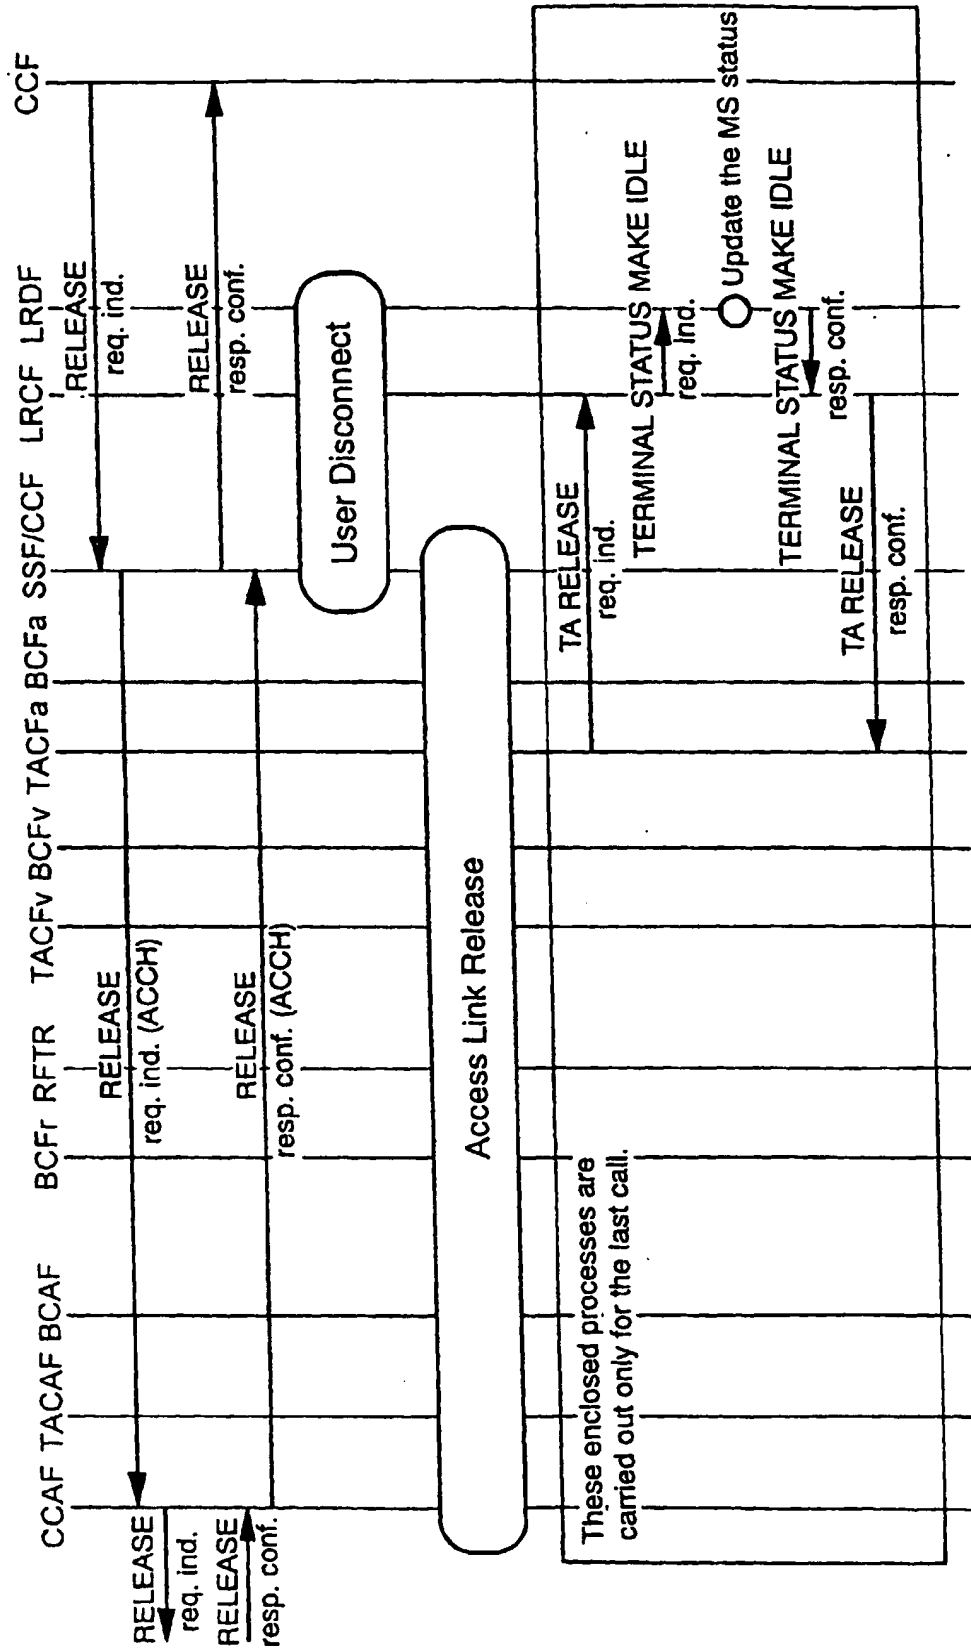 CCAF TACAF BCAF BCFr RFTR TACFv BCFv TACFa BCFa SSF/CCF LRCF LRDF CCF
RELEASE
req. ind.
RELEASE
req. ind. (ACCH)
RELEASE
req. ind.
RELEASE
resp. conf.
RELEASE
resp. conf. (ACCH)
RELEASE
resp. conf.
User Disconnect
Access Link Release
These enclosed processes are
carried out only for the last call.
TA RELEASE
req. ind.
TERMINAL STATUS MAKE IDLE
req. ind.
Update the MS status
TERMINAL STATUS MAKE IDLE
resp. conf.
TA RELEASE
resp. conf.